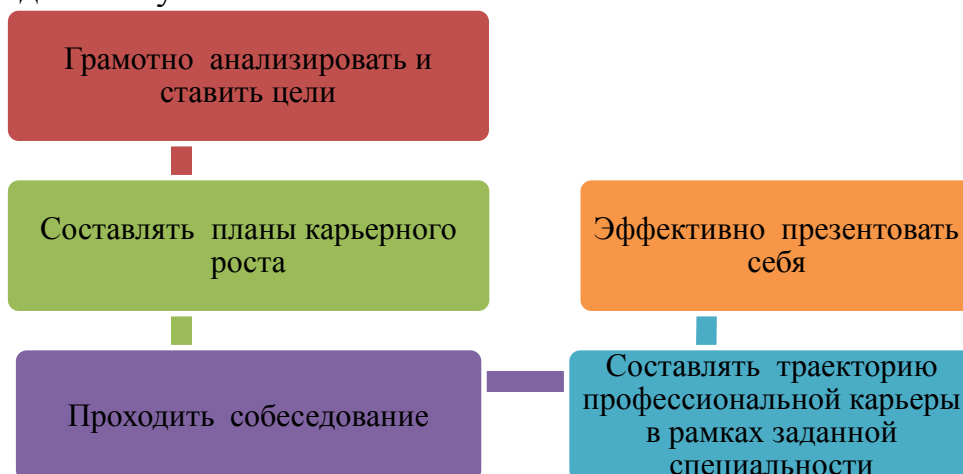 Грамотно анализировать и
ставить цели
Составлять планы карьерного
роста
Проходить собеседование
Составлять траекторию
профессиональной карьеры
в рамках заданной
специальности
Эффективно презентовать
себя